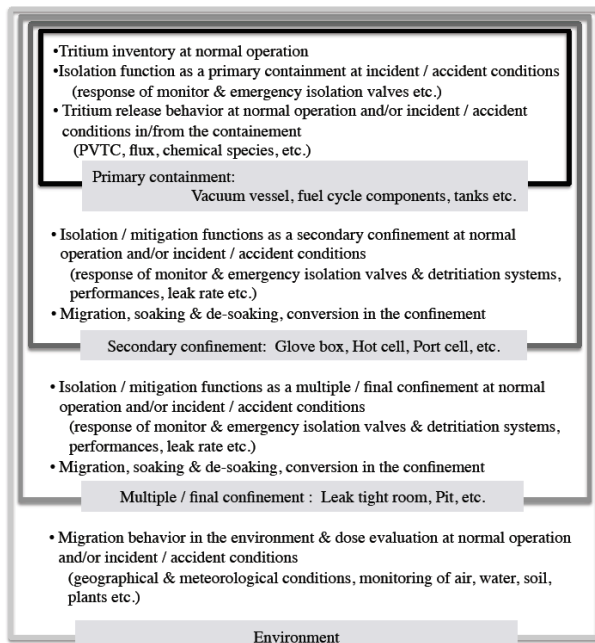 •Tritium inventory at normal operation
•Isolation function as a primary containment at incident / accident
conditions
(response of monitor & emergency isolation valves etc.)
• Tritium release behavior at normal operation and/or incident / accident
conditions in/from the containement
(PVTC, flux, chemical species, etc.)
Primary containment:
Vacuum vessel, fuel cycle components, tanks etc.
• Isolation / mitigation functions as a secondary confinement at normal
operation and/or incident / accident conditions
(response of monitor & emergency isolation valves & detritiation systems,
performances, leak rate etc.)
• Migration, soaking & de-soaking, conversion in the confinement
Secondary confinement: Glove box, Hot cell, Port cell, etc.
• Isolation / mitigation functions as a multiple / final confinement at normal
operation and/or incident / accident conditions
(response of monitor & emergency isolation valves & detritiation systems,
performances, leak rate etc.)
• Migration, soaking & de-soaking, conversion in the confinement
Multiple / final confinement : Leak tight room, Pit, etc.
• Migration behavior in the environment & dose evaluation at normal operation
and/or incident / accident conditions
(geographical & meteorological conditions, monitoring of air, water, soil,
plants etc.)
Environment